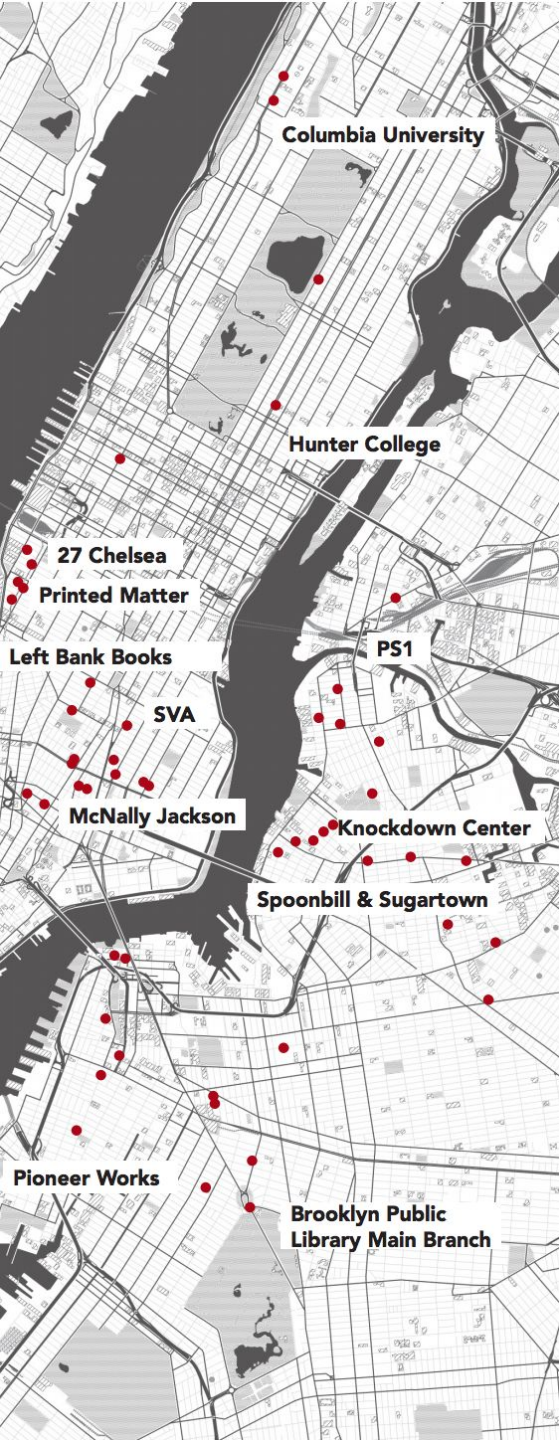 Columbia University
Hunter College
27 Chelsea
Printed Matter
PS1
Left Bank Books
SVA
McNally Jackson
Knockdown Center
Spoonbill & Sugartown
Pioneer Works
Brooklyn Public
Library Main Branch